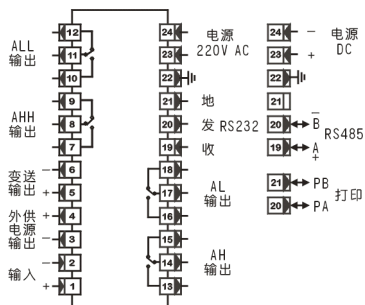 12
ALL
输出
11
10
9
AHH
输出
8
7
变送
输出
6 −
5 +
外供
电源
输出
4 +
3 −
输入
2 −
1 +
24
电源
220V AC
23
22
21 地
20 发 RS232
19 收
18
17
AL
输出
16
15
14
AH
输出
13
24 −
电源
DC
23 +
22
21
20 B −
RS485
19 A +
21 PB
打印
20 PA